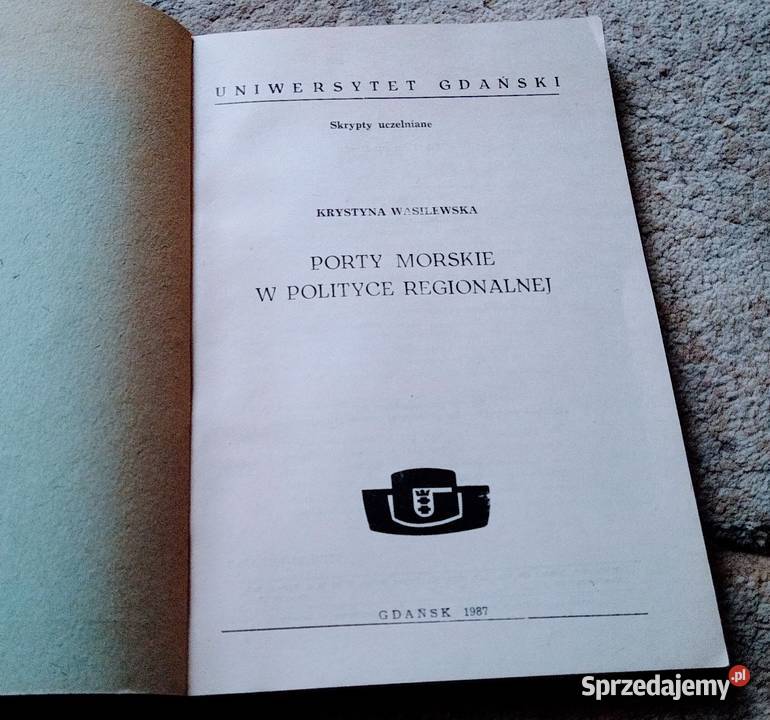 UNIWERSYTET GDAŃSKI
Skrypty uczelniane
KRYSTYNA WASILEWSKA
PORTY MORSKIE
W POLITYCE REGIONALNEJ
GDAŃSK 1987
Sprzedajemy.pl